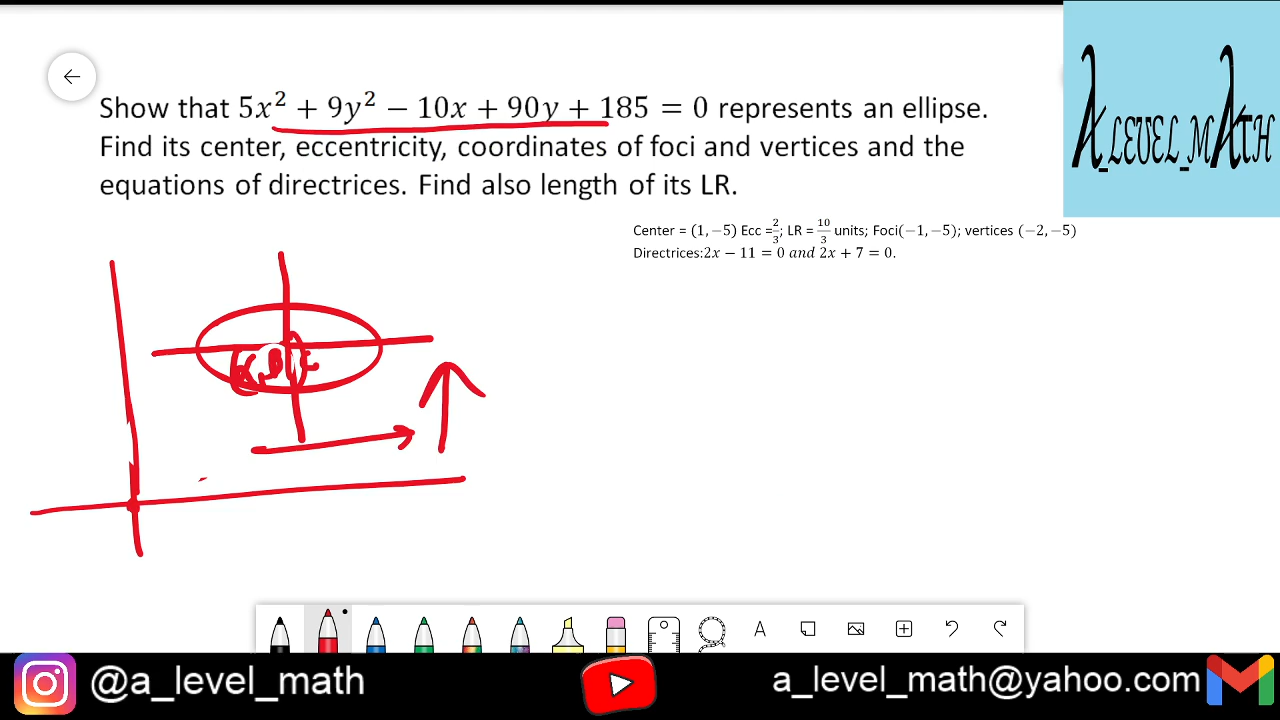 Show that 5x² + 9y² − 10x + 90y + 185 = 0 represents an ellipse.
Find its center, eccentricity, coordinates of foci and vertices and the
equations of directrices. Find also length of its LR.
A_LEVEL_MATH
Center = (1, −5) Ecc =2/3; LR = 10/3 units; Foci(−1, −5); vertices (−2, −5)
Directrices:2x − 11 = 0 and 2x + 7 = 0.
A
@a_level_math
a_level_math@yahoo.com